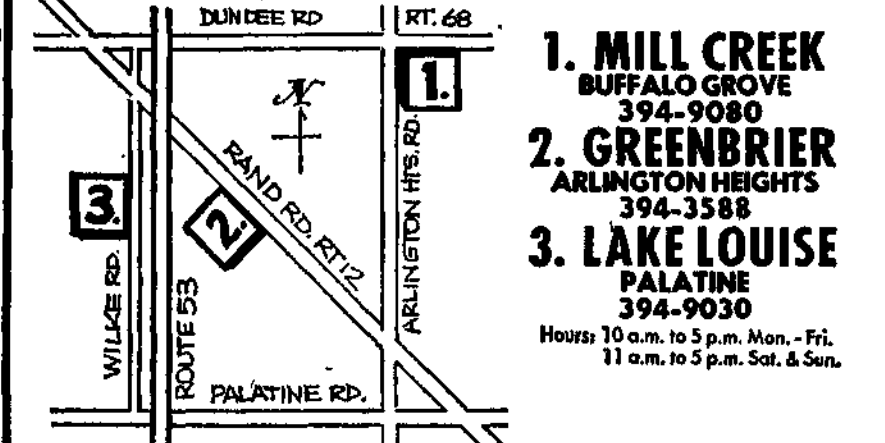 DUNDEE RD
RT. 68
1.
N
ARLINGTON HTS. RD.
RAND RD. RT 12
3.
2.
WILKE RD.
ROUTE 53
PALATINE RD.
1. MILL CREEK
BUFFALO GROVE
394-9080
2. GREENBRIER
ARLINGTON HEIGHTS
394-3588
3. LAKE LOUISE
PALATINE
394-9030
Hours: 10 a.m. to 5 p.m. Mon. - Fri.
11 a.m. to 5 p.m. Sat. & Sun.